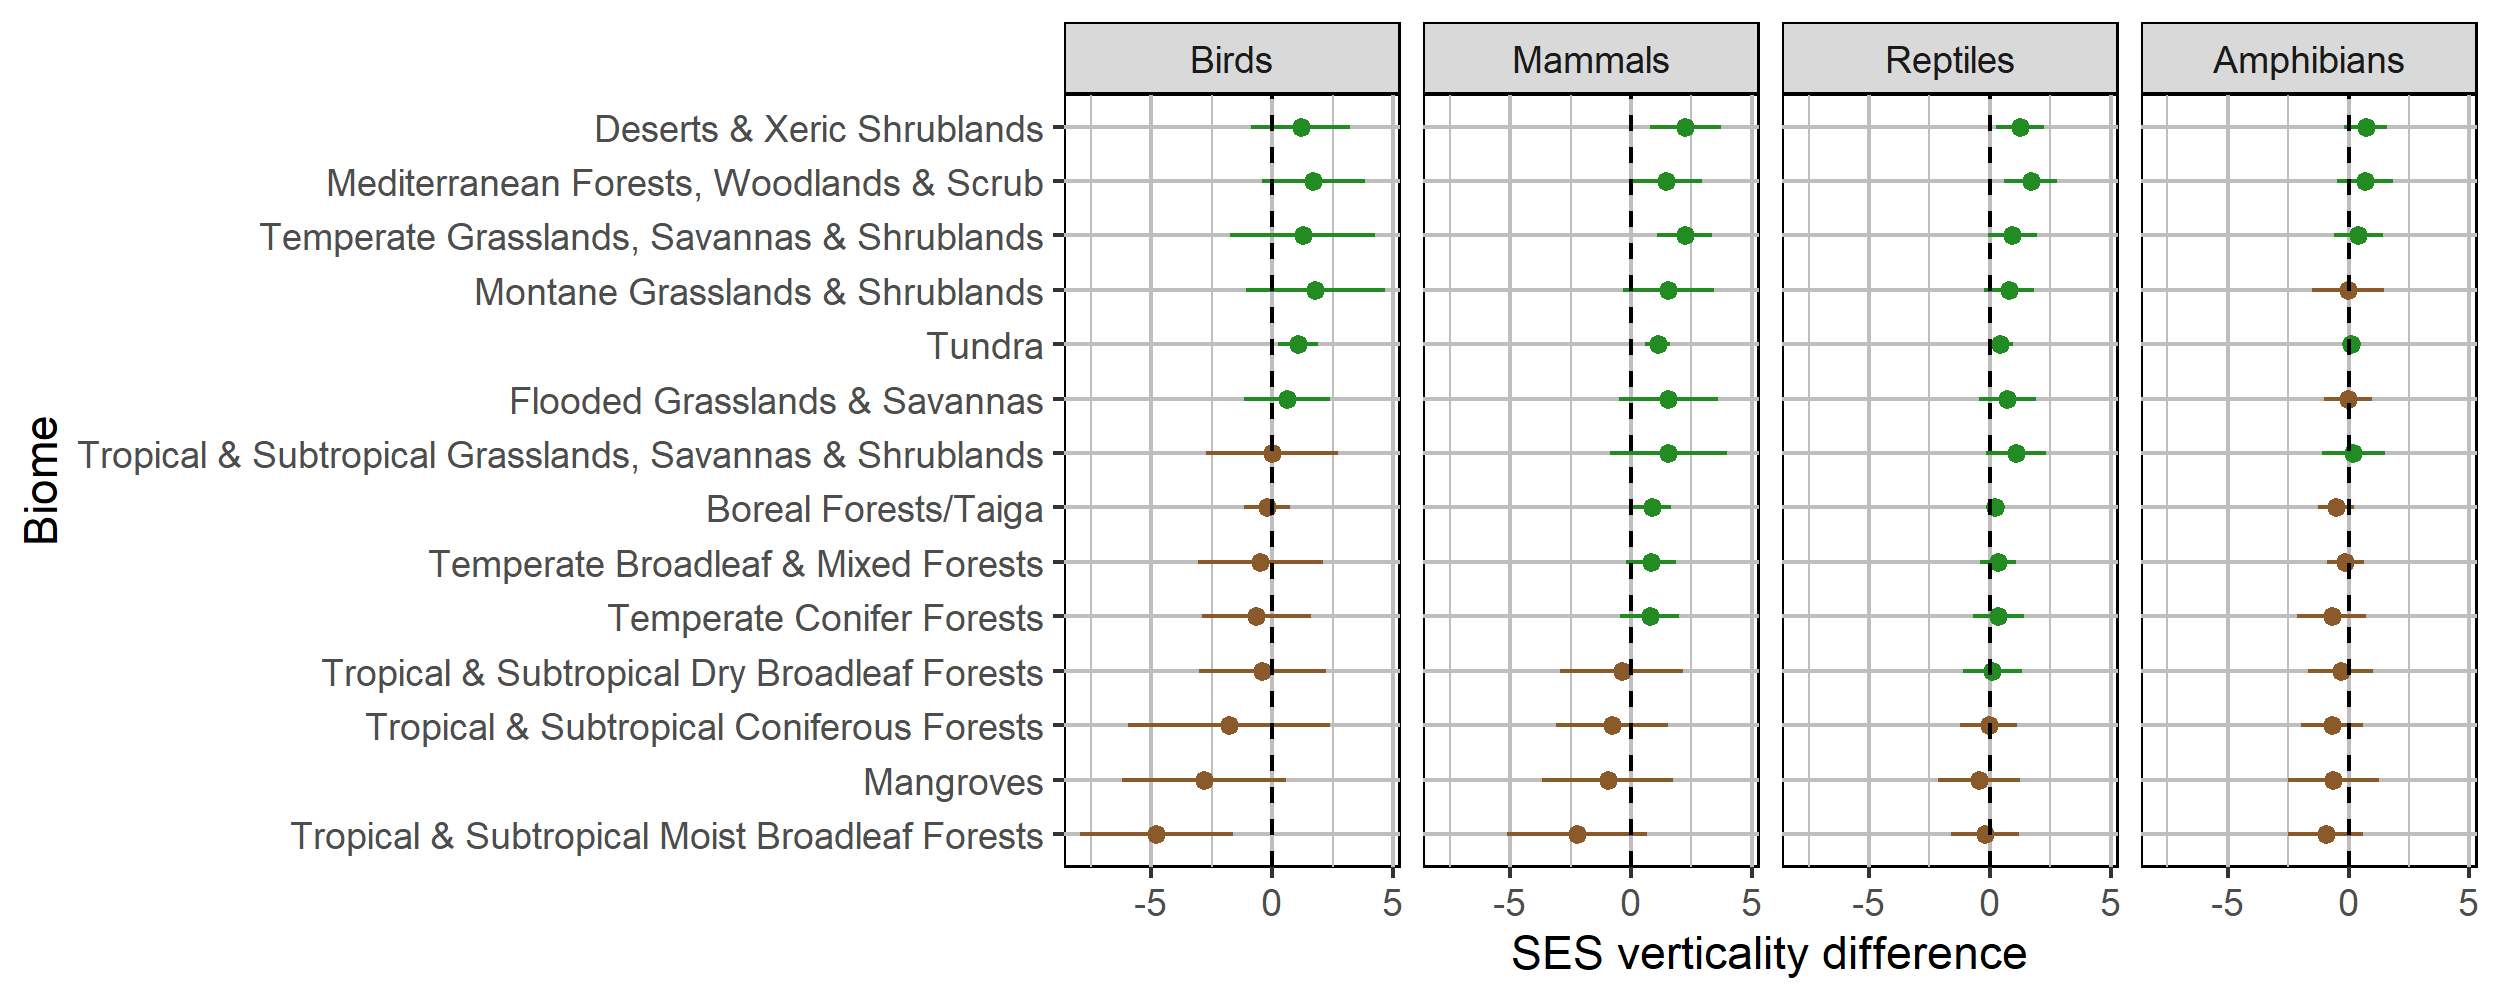 Birds
Mammals
Reptiles
Amphibians
Deserts & Xeric Shrublands
Mediterranean Forests, Woodlands & Scrub
Temperate Grasslands, Savannas & Shrublands
Montane Grasslands & Shrublands
Tundra
Flooded Grasslands & Savannas
Tropical & Subtropical Grasslands, Savannas & Shrublands
Boreal Forests/Taiga
Temperate Broadleaf & Mixed Forests
Temperate Conifer Forests
Tropical & Subtropical Dry Broadleaf Forests
Tropical & Subtropical Coniferous Forests
Mangroves
Tropical & Subtropical Moist Broadleaf Forests
Biome
-5 0 5
-5 0 5
-5 0 5
-5 0 5
SES verticality difference